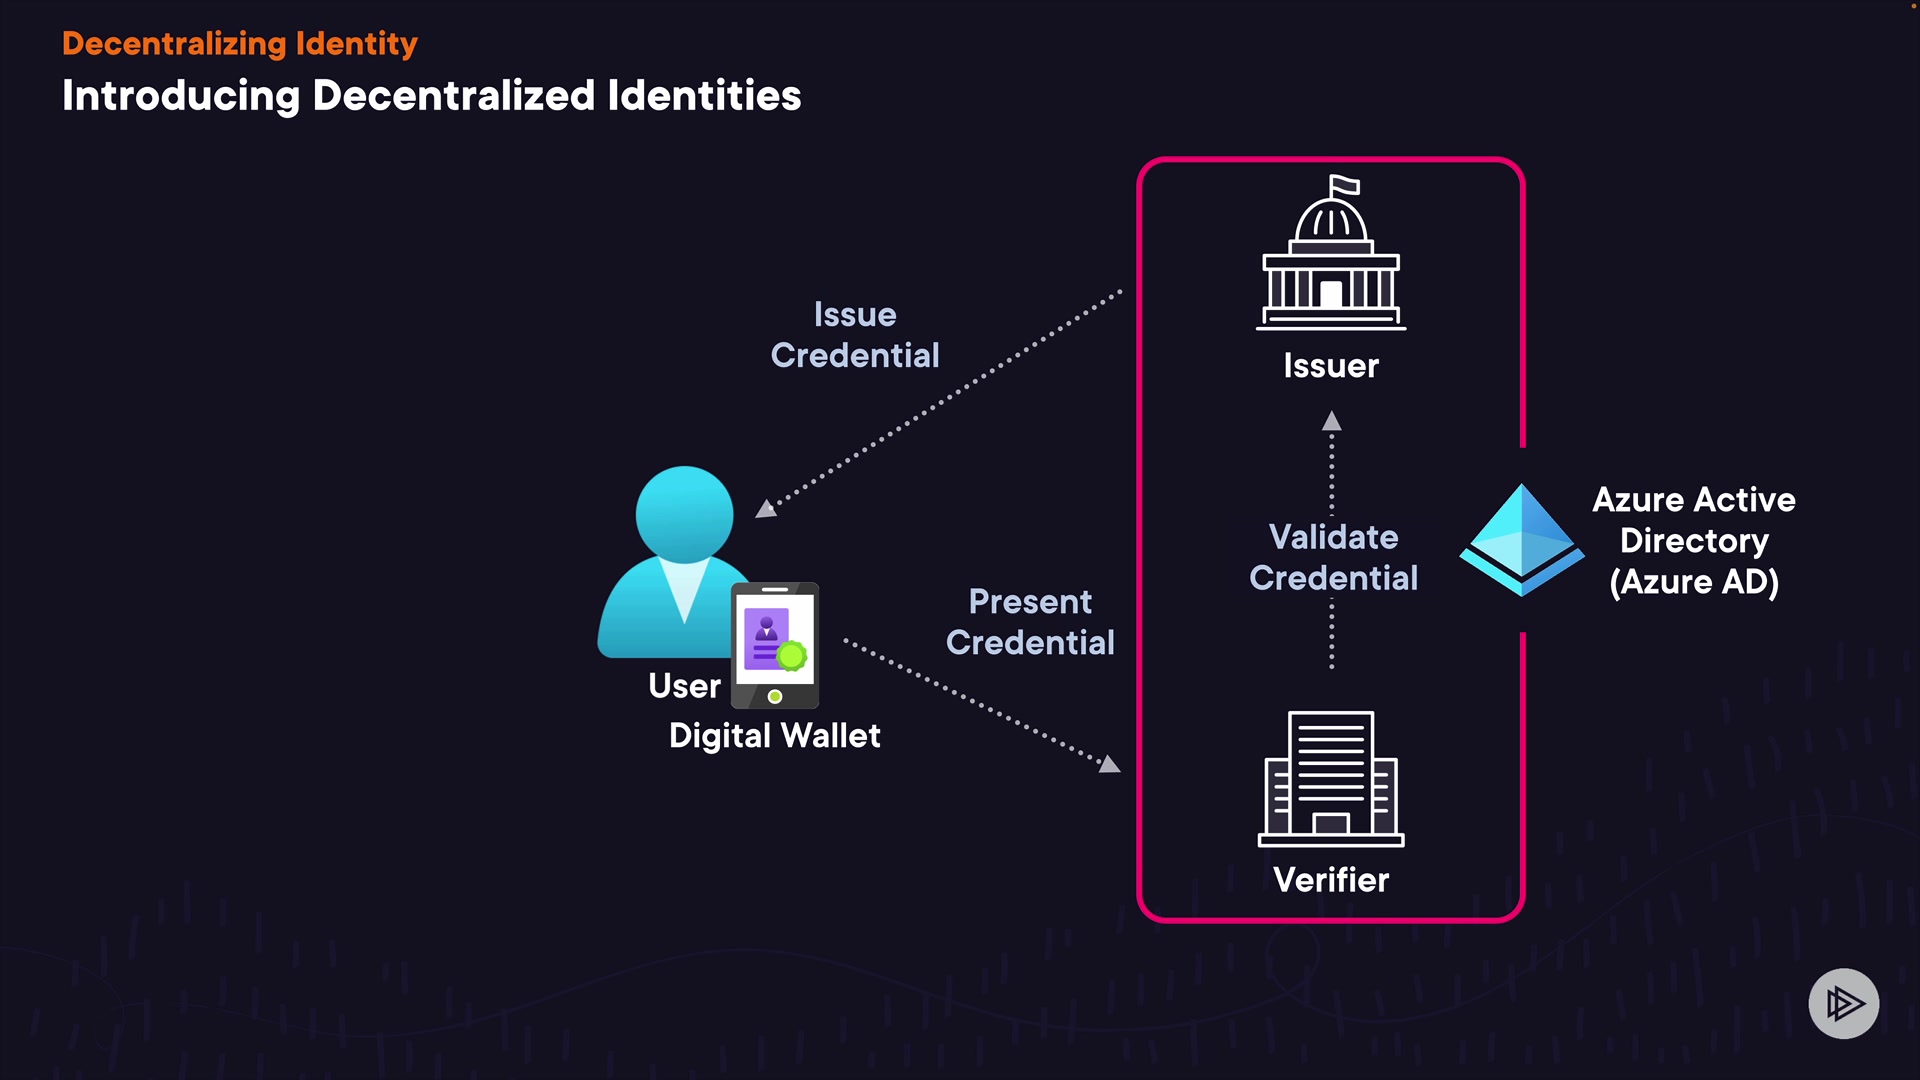 Decentralizing Identity
Introducing Decentralized Identities
Issue
Credential
Issuer
Validate
Credential
Azure Active
Directory
(Azure AD)
Present
Credential
User
Digital Wallet
Verifier